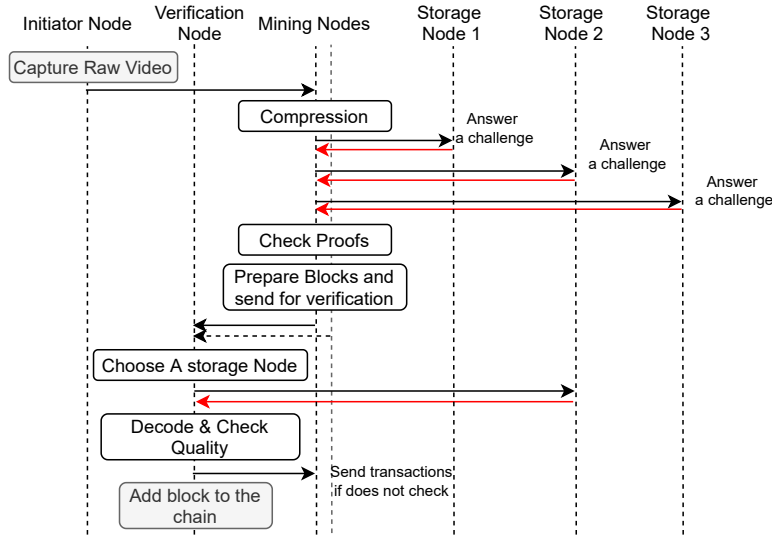 Initiator Node
Verification
Node
Mining Nodes
Storage
Node 1
Storage
Node 2
Storage
Node 3
Capture Raw Video
Compression
Answer
a challenge
Answer
a challenge
Answer
a challenge
Check Proofs
Prepare Blocks and
send for verification
Choose A storage Node
Decode & Check
Quality
Send transactions
if does not check
Add block to the
chain